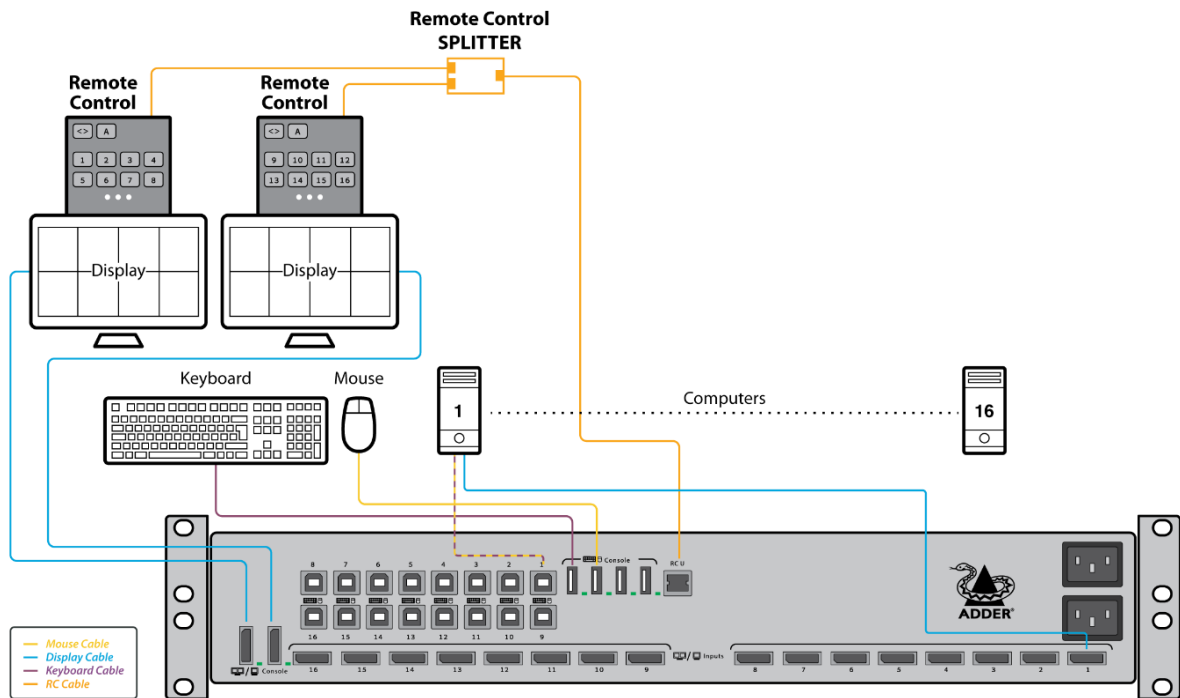 Remote Control
SPLITTER
Remote
Control
Remote
Control
<> A
1 2 3 4
5 6 7 8
<> A
9 10 11 12
13 14 15 16
Display
Display
Keyboard
Mouse
1
Computers
16
8 7 6 5 4 3 2 1
Console
RC U
16 15 14 13 12 11 10 9
ADDER®
Console
16 15 14 13 12 11 10 9
Inputs
8 7 6 5 4 3 2 1
Mouse Cable
Display Cable
Keyboard Cable
RC Cable